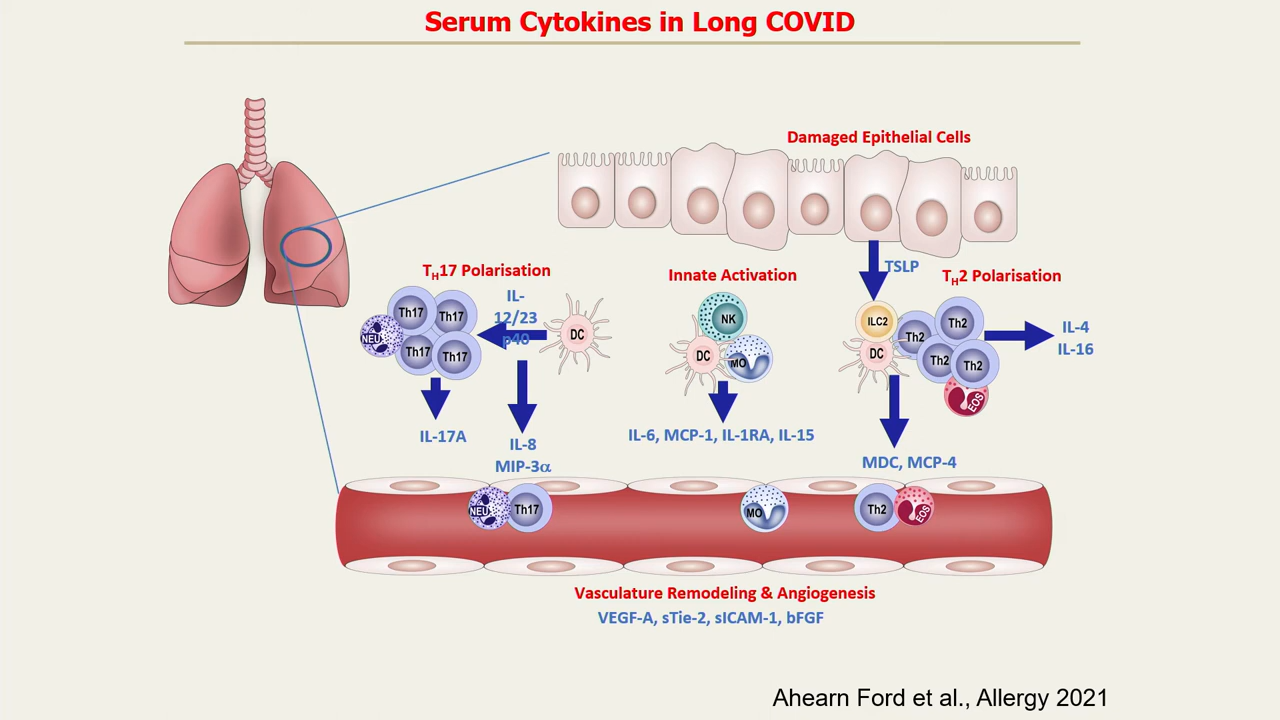 Serum Cytokines in Long COVID
Damaged Epithelial Cells
TSLP
TH17 Polarisation
Innate Activation
TH2 Polarisation
IL-
12/23
p40
Th17
Th17
Th17
Th17
NEU
DC
NK
DC
MO
ILC2
DC
Th2
Th2
Th2
Th2
EOS
IL-4
IL-16
IL-17A
IL-8
MIP-3α
IL-6, MCP-1, IL-1RA, IL-15
MDC, MCP-4
NEU
Th17
MO
Th2
EOS
Vasculature Remodeling & Angiogenesis
VEGF-A, sTie-2, sICAM-1, bFGF
Ahearn Ford et al., Allergy 2021